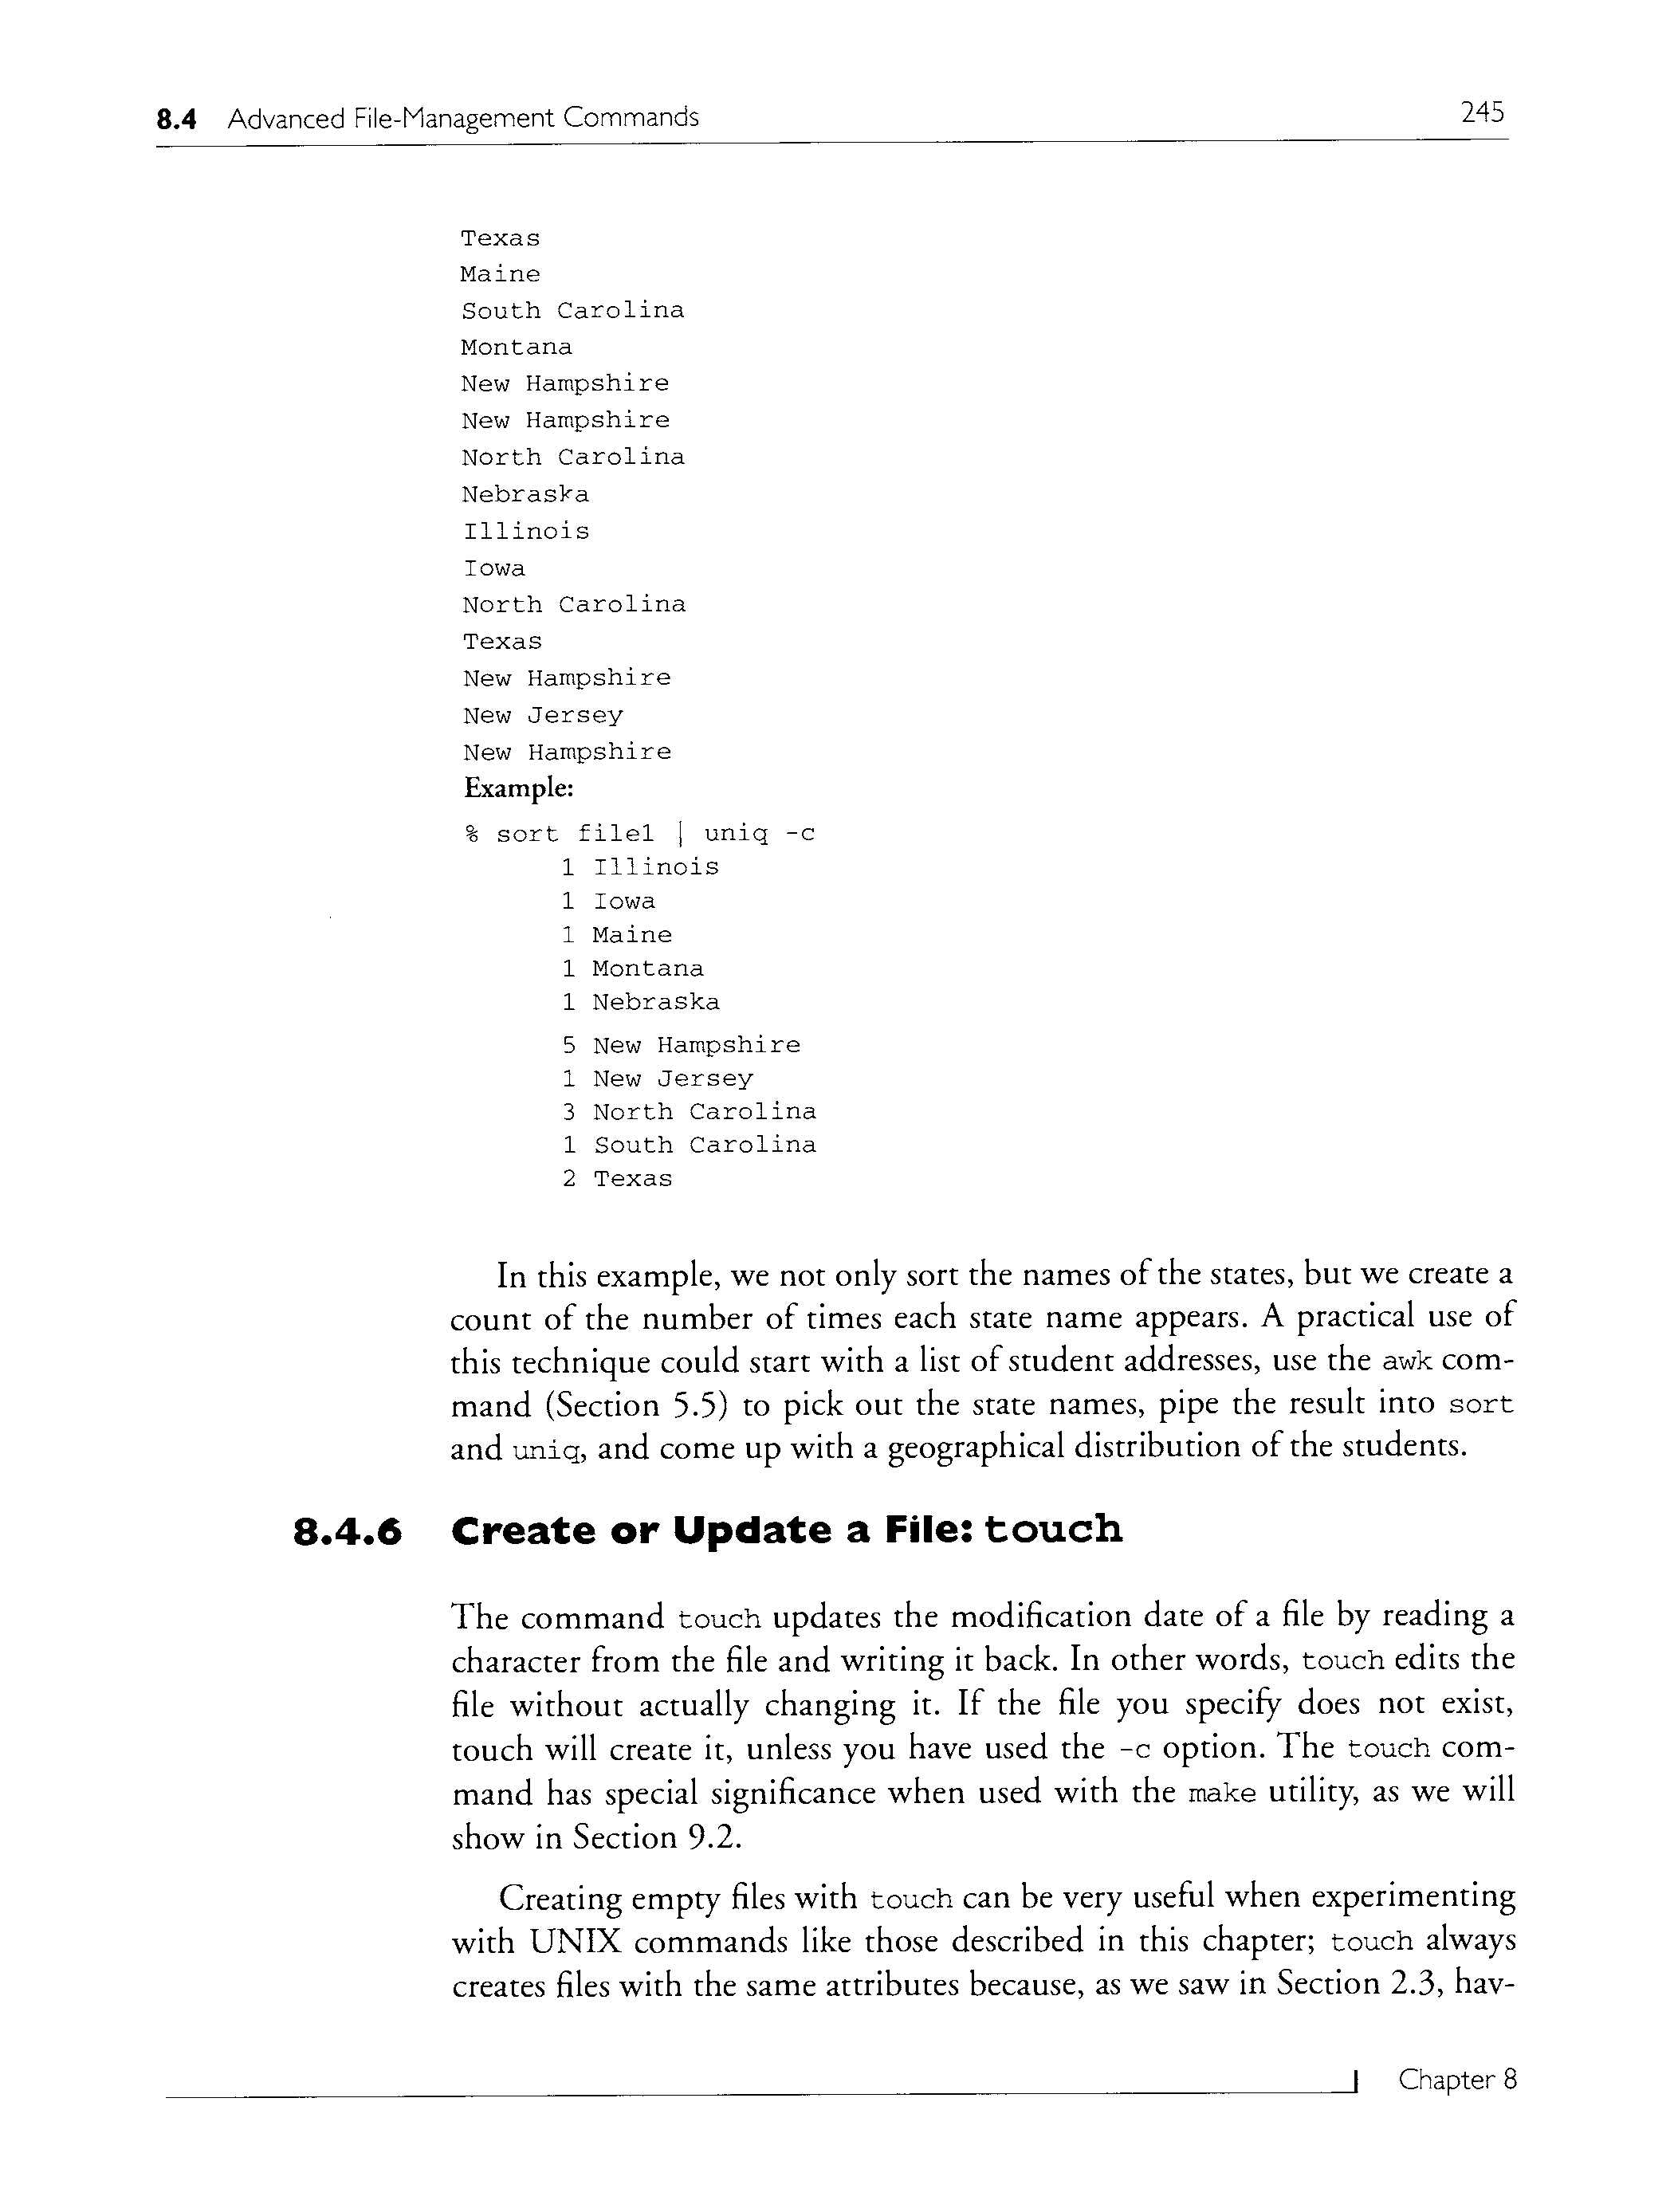 8.4 Advanced File-Management Commands 245
Texas
Maine
South Carolina
Montana
New Hampshire
New Hampshire
North Carolina
Nebraska
Illinois
Iowa
North Carolina
Texas
New Hampshire
New Jersey
New Hampshire
Example:
% sort file1 | uniq -c
1 Illinois
1 Iowa
1 Maine
1 Montana
1 Nebraska
5 New Hampshire
1 New Jersey
3 North Carolina
1 South Carolina
2 Texas
In this example, we not only sort the names of the states, but we create a
count of the number of times each state name appears. A practical use of
this technique could start with a list of student addresses, use the awk com-
mand (Section 5.5) to pick out the state names, pipe the result into sort
and uniq, and come up with a geographical distribution of the students.
8.4.6 Create or Update a File: touch
The command touch updates the modification date of a file by reading a
character from the file and writing it back. In other words, touch edits the
file without actually changing it. If the file you specify does not exist,
touch will create it, unless you have used the -c option. The touch com-
mand has special significance when used with the make utility, as we will
show in Section 9.2.
Creating empty files with touch can be very useful when experimenting
with UNIX commands like those described in this chapter; touch always
creates files with the same attributes because, as we saw in Section 2.3, hav-
Chapter 8